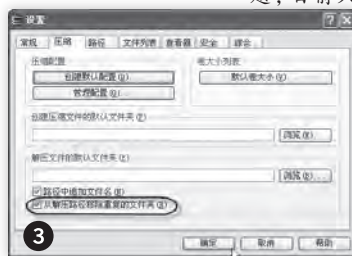 设置
常规 压缩 路径 文件列表 查看器 安全 综合
压缩配置
创建默认配置(U)...
管理配置(G)...
卷大小列表
默认卷大小(V)...
创建压缩文件的默认文件夹(F)
浏览(B)...
解压文件的默认文件夹(E)
浏览(R)...
路径中追加文件名(N)
从解压路径移除重复的文件夹(R)
3
确定 取消 帮助